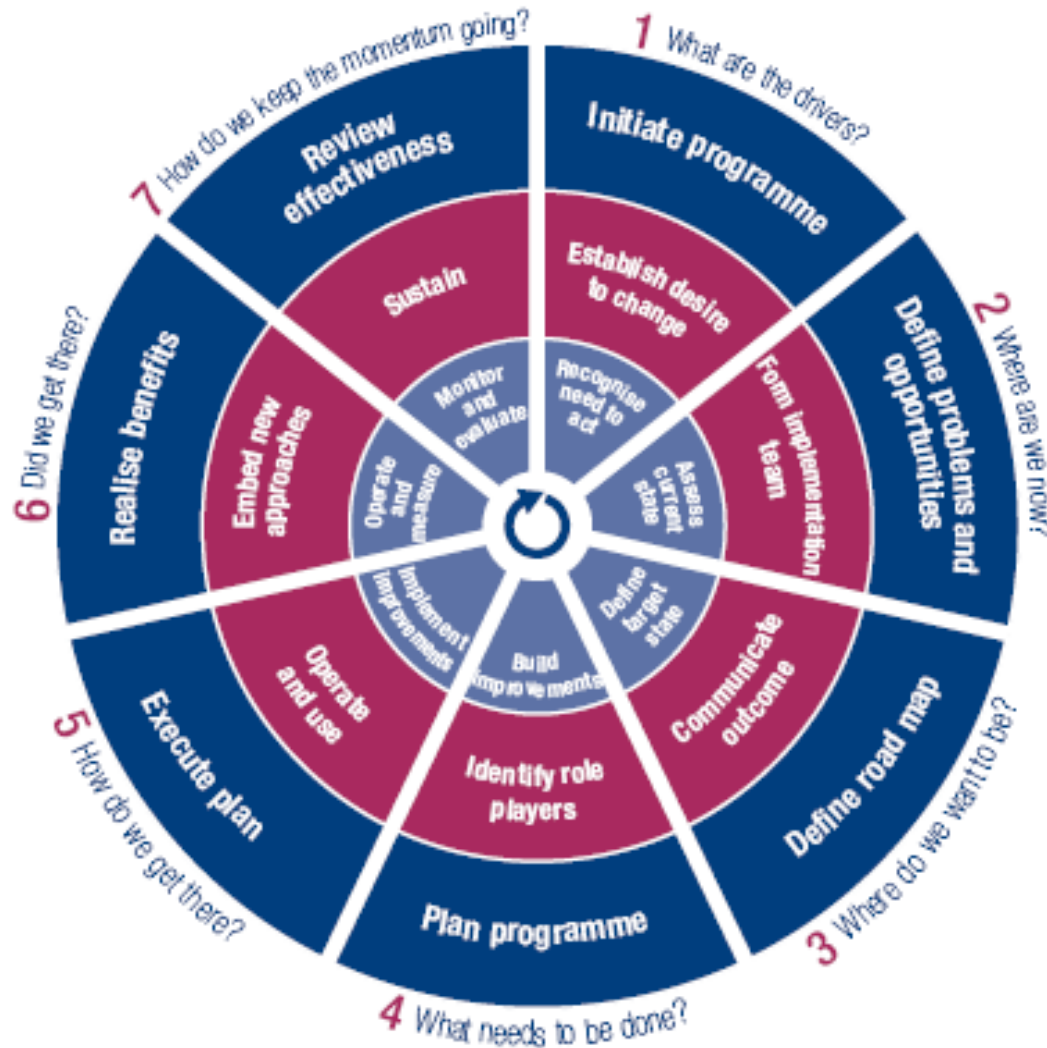 1 What are the drivers?
Initiate programme
Establish desire
to change
Recognise
need to
act
2 Where are we now?
Define problems and
opportunities
Form implementation
team
Assess
current
state
3 Where do we want to be?
Define road map
Communicate
outcome
Define
target
state
4 What needs to be done?
Plan programme
Identify role
players
Build
improvements
5 How do we get there?
Execute plan
Operate
and use
Implement
improvements
6 Did we get there?
Realise benefits
Embed new
approaches
Operate
and
measure
7 How do we keep the momentum going?
Review
effectiveness
Sustain
Monitor
and
evaluate